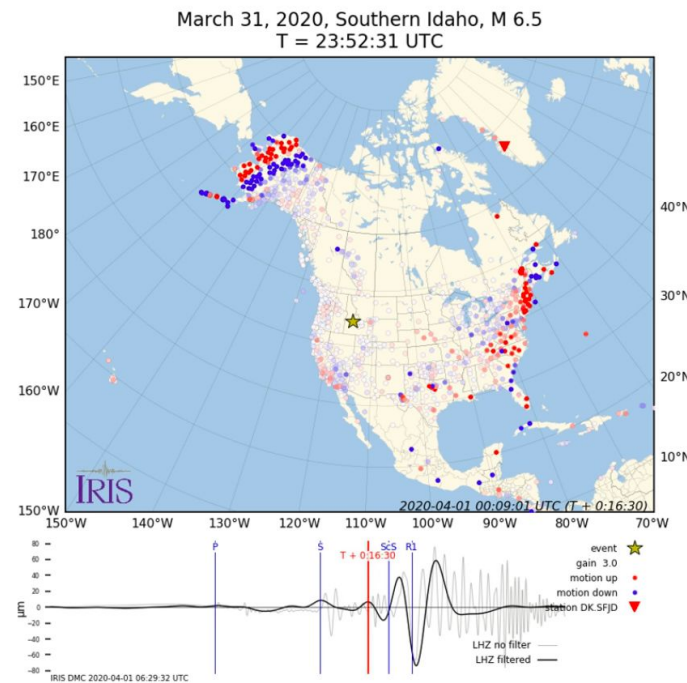 March 31, 2020, Southern Idaho, M 6.5
T = 23:52:31 UTC
150°E
160°E
170°E
180°
170°W
160°W
150°W
40°N
30°N
20°N
10°N
IRIS
2020-04-01 00:09:01 UTC (T + 0:16:30)
150°W 140°W 130°W 120°W 110°W 100°W 90°W 80°W 70°W
P S ScS R1
T + 0:16:30
80
60
40
20
0
−20
−40
−60
−80
µm
event
gain 3.0
motion up
motion down
station DK.SFJD
LHZ no filter
LHZ filtered
IRIS DMC 2020-04-01 06:29:32 UTC